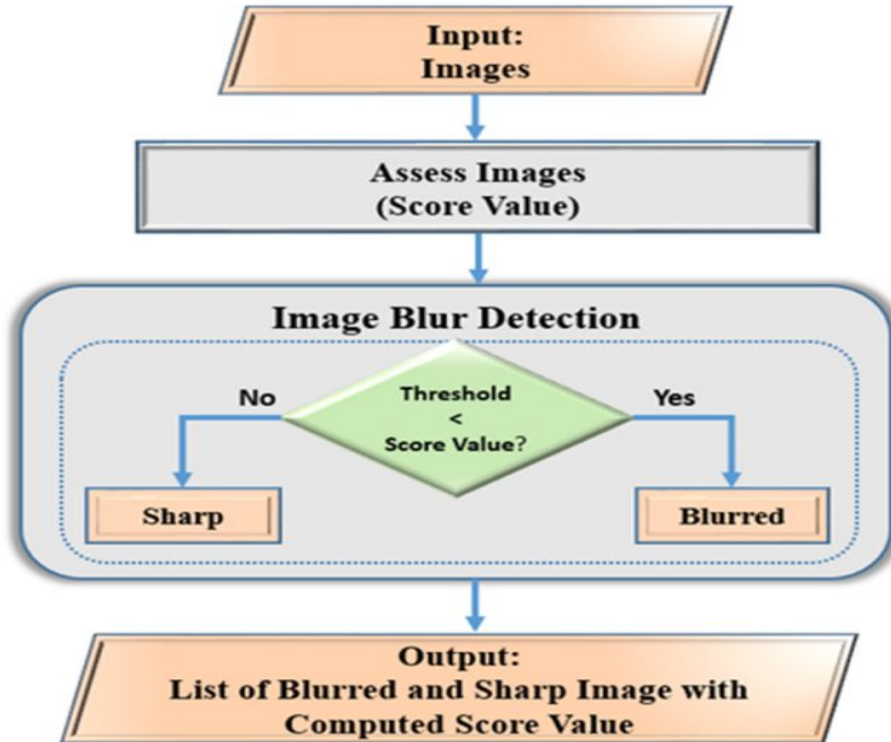 Input:
Images
Assess Images
(Score Value)
Image Blur Detection
No
Threshold
<
Score Value?
Yes
Sharp
Blurred
Output:
List of Blurred and Sharp Image with
Computed Score Value